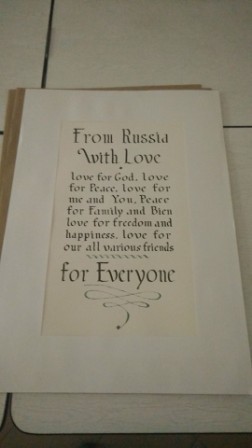 From Russia
With Love
love for God, love
for Peace, love for
me and You, Peace
for Family and Bien
love for freedom and
happiness, love for
our all various friends
for Everyone